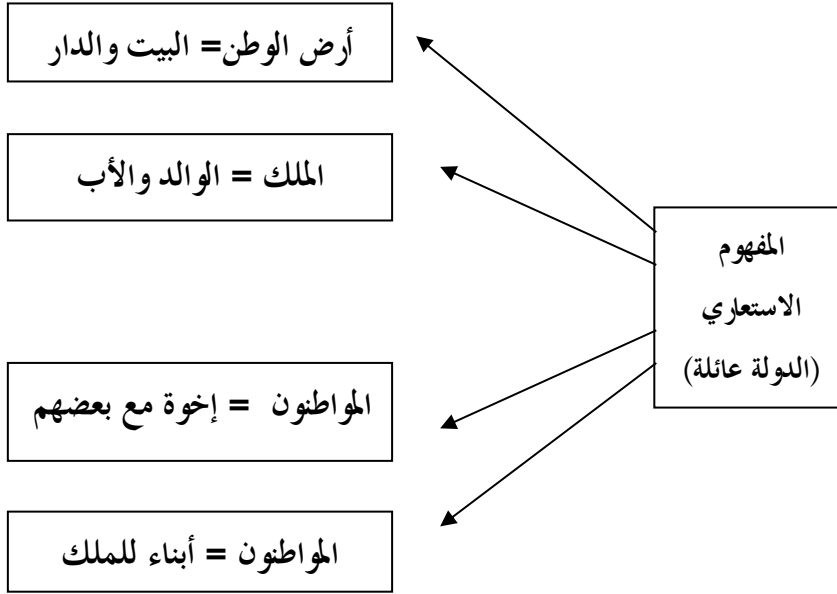 المفهوم
الاستعاري
(الدولة عائلة)
أرض الوطن= البيت والدار
الملك = الوالد والأب
المواطنون = إخوة مع بعضهم
المواطنون = أبناء للملك